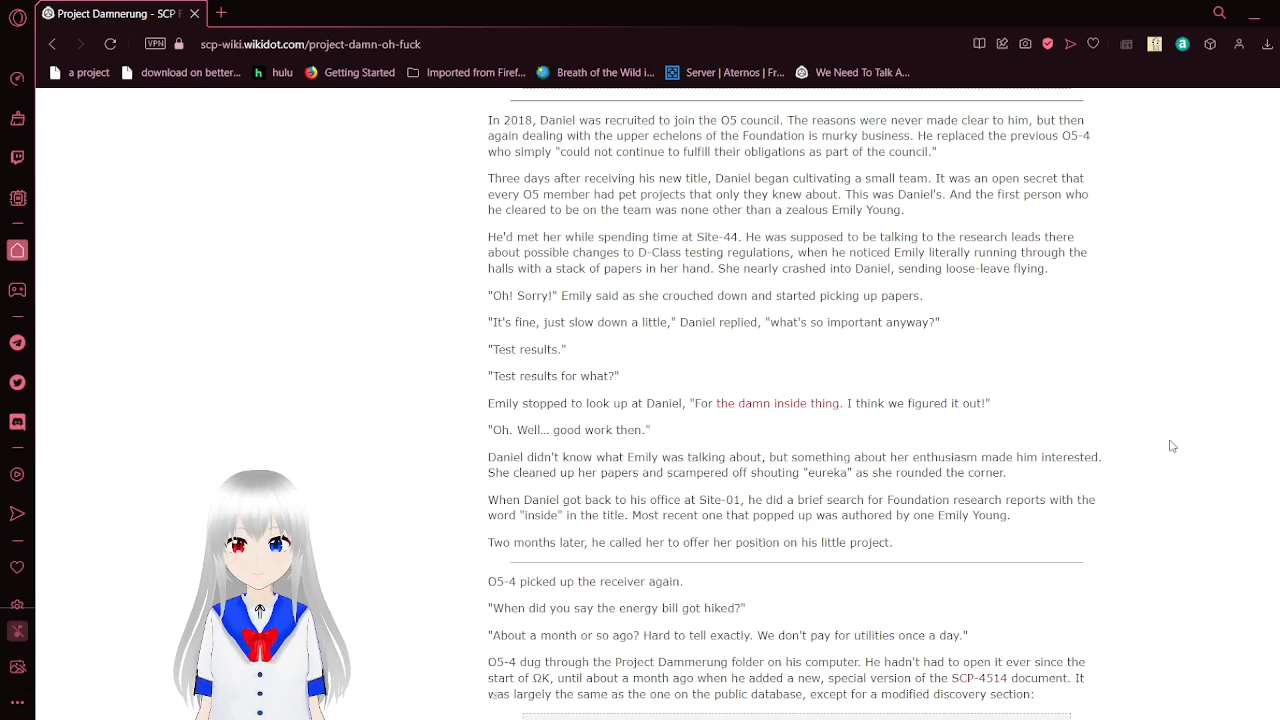 Project Damnerung - SCP F
VPN
scp-wiki.wikidot.com/project-damn-oh-fuck
a project
download on better...
h hulu
Getting Started
Imported from Firef...
Breath of the Wild i...
Server | Aternos | Fr...
We Need To Talk A...
In 2018, Daniel was recruited to join the O5 council. The reasons were never made clear to him, but then
again dealing with the upper echelons of the Foundation is murky business. He replaced the previous O5-4
who simply "could not continue to fulfill their obligations as part of the council."
Three days after receiving his new title, Daniel began cultivating a small team. It was an open secret that
every O5 member had pet projects that only they knew about. This was Daniel's. And the first person who
he cleared to be on the team was none other than a zealous Emily Young.
He'd met her while spending time at Site-44. He was supposed to be talking to the research leads there
about possible changes to D-Class testing regulations, when he noticed Emily literally running through the
halls with a stack of papers in her hand. She nearly crashed into Daniel, sending loose-leave flying.
"Oh! Sorry!" Emily said as she crouched down and started picking up papers.
"It's fine, just slow down a little," Daniel replied, "what's so important anyway?"
"Test results."
"Test results for what?"
Emily stopped to look up at Daniel, "For the damn inside thing. I think we figured it out!"
"Oh. Well... good work then."
Daniel didn't know what Emily was talking about, but something about her enthusiasm made him interested.
She cleaned up her papers and scampered off shouting "eureka" as she rounded the corner.
When Daniel got back to his office at Site-01, he did a brief search for Foundation research reports with the
word "inside" in the title. Most recent one that popped up was authored by one Emily Young.
Two months later, he called her to offer her position on his little project.
O5-4 picked up the receiver again.
"When did you say the energy bill got hiked?"
"About a month or so ago? Hard to tell exactly. We don't pay for utilities once a day."
O5-4 dug through the Project Dammerung folder on his computer. He hadn't had to open it ever since the
start of ΩK, until about a month ago when he added a new, special version of the SCP-4514 document. It
was largely the same as the one on the public database, except for a modified discovery section: